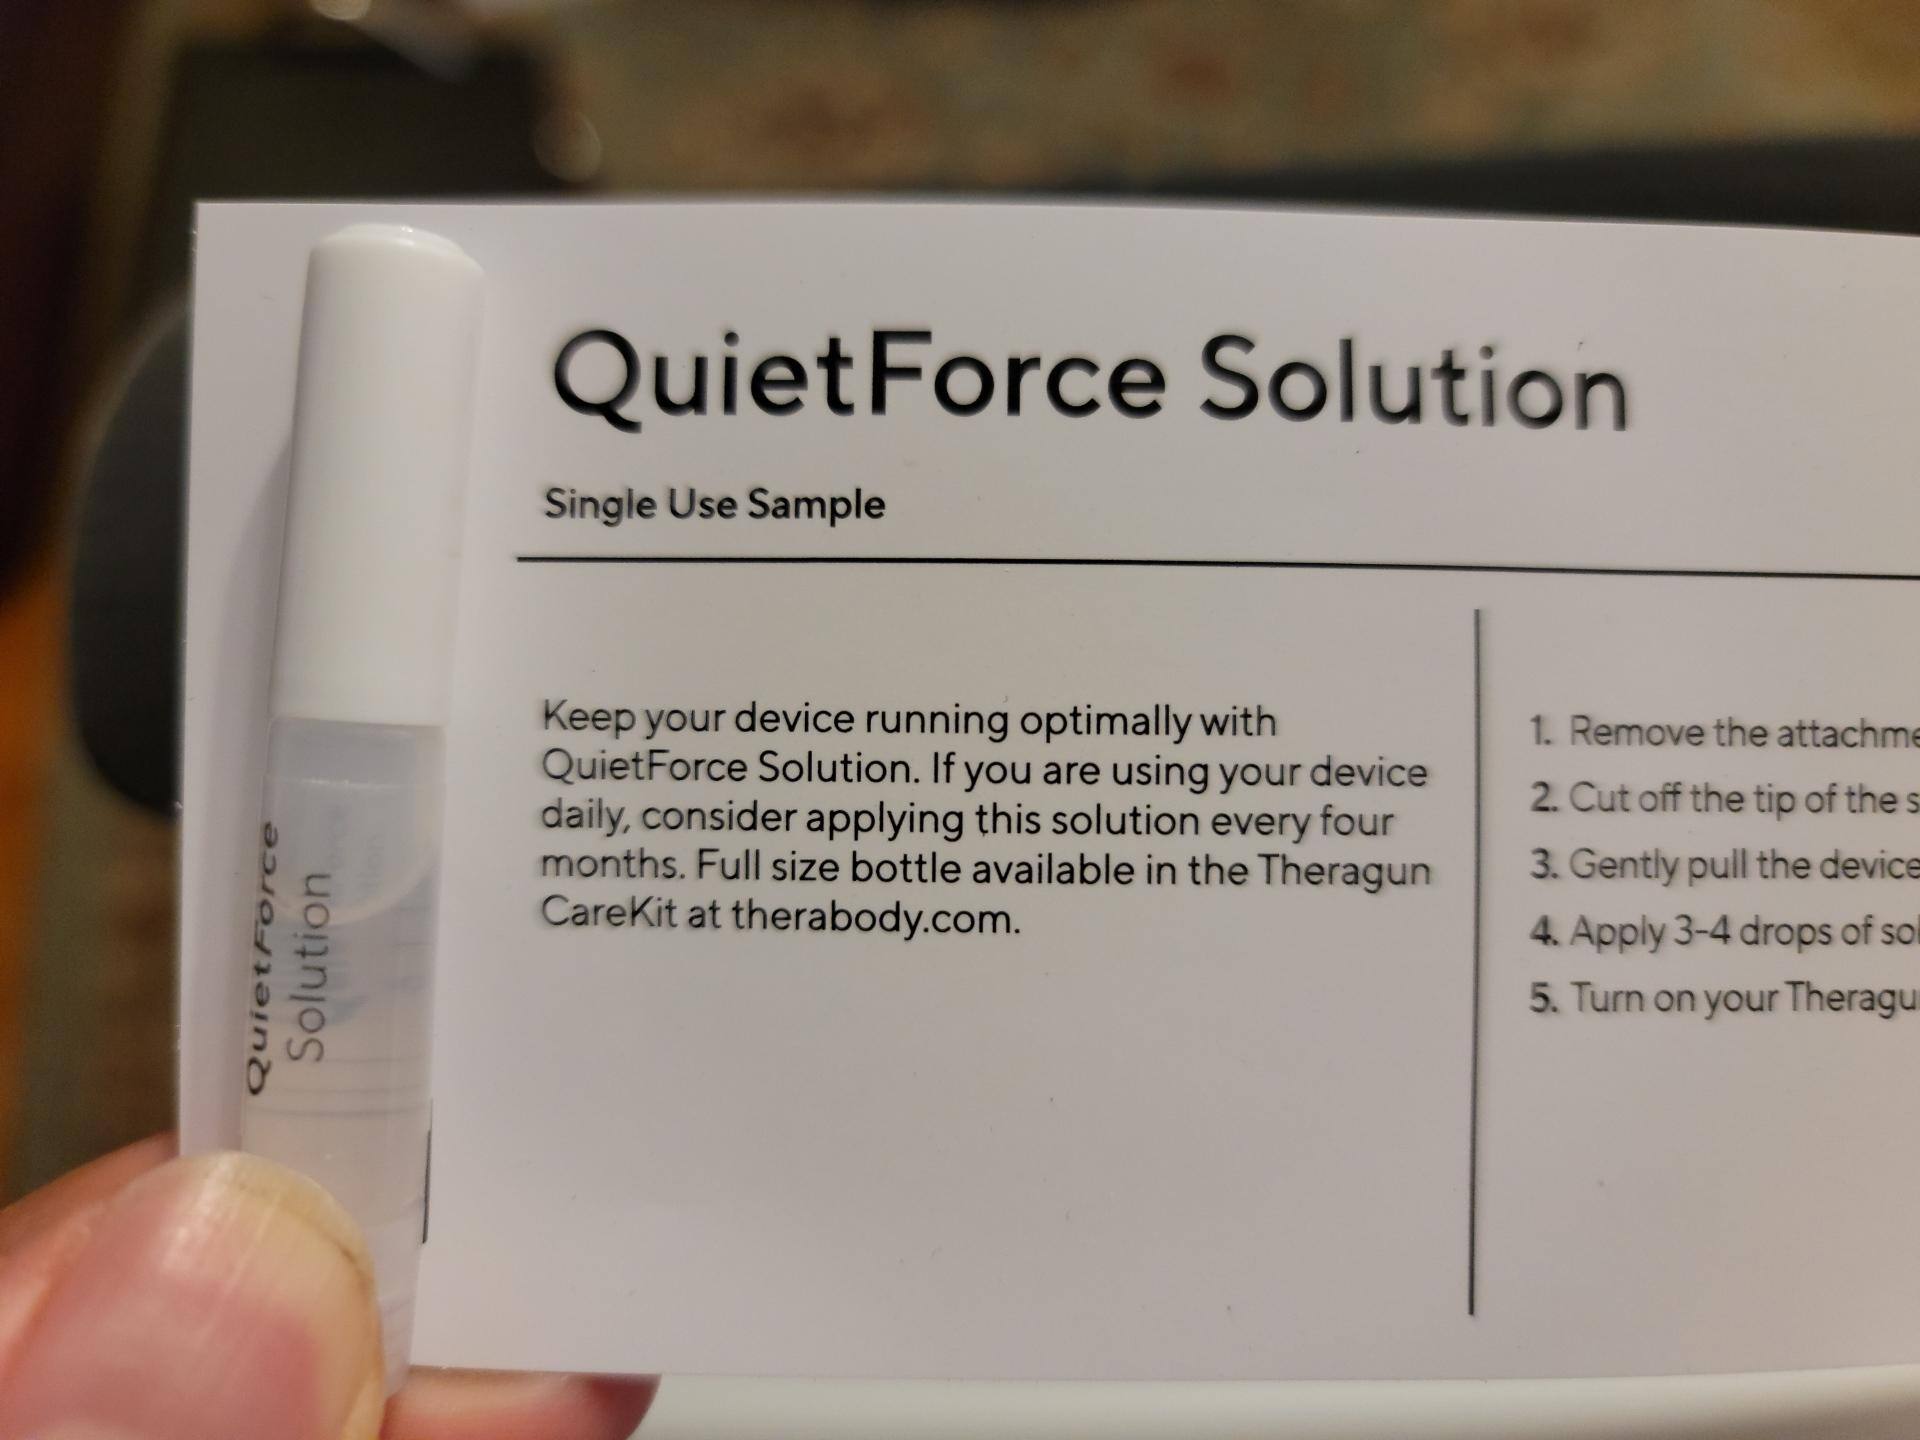 QuietForce Solution
Single Use Sample
Keep your device running optimally with
QuietForce Solution. If you are using your device
daily, consider applying this solution every four
months. Full size bottle available in the Theragun
CareKit at therabody.com.
1. Remove the
2. Cut off the tip of the
3. Gently pull the device
4. Apply 3-4 drops of
5. Turn on your
QuietForce
Solution